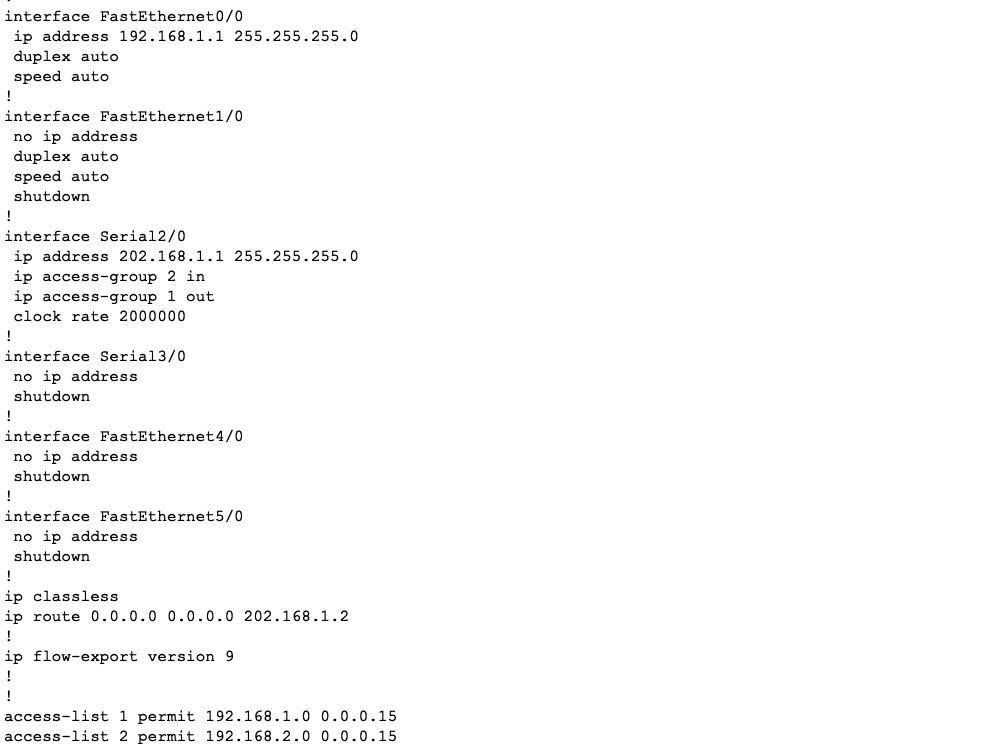 !
interface FastEthernet0/0
 ip address 192.168.1.1 255.255.255.0
 duplex auto
 speed auto
!
interface FastEthernet1/0
 no ip address
 duplex auto
 speed auto
 shutdown
!
interface Serial2/0
 ip address 202.168.1.1 255.255.255.0
 ip access-group 2 in
 ip access-group 1 out
 clock rate 2000000
!
interface Serial3/0
 no ip address
 shutdown
!
interface FastEthernet4/0
 no ip address
 shutdown
!
interface FastEthernet5/0
 no ip address
 shutdown
!
ip classless
ip route 0.0.0.0 0.0.0.0 202.168.1.2
!
ip flow-export version 9
!
!
access-list 1 permit 192.168.1.0 0.0.0.15
access-list 2 permit 192.168.2.0 0.0.0.15